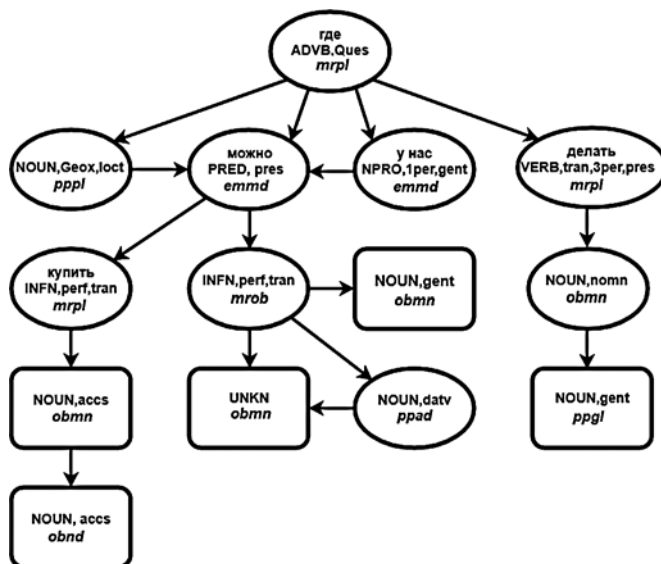 где
ADVB,Ques
mrpl
NOUN,Geox,loct
pppl
можно
PRED, pres
emmd
у нас
NPRO,1per,gent
emmd
делать
VERB,tran,3per,pres
mrpl
купить
INFN,perf,tran
mrpl
INFN,perf,tran
mrob
NOUN,gent
obmn
NOUN,nomn
obmn
NOUN,accs
obmn
UNKN
obmn
NOUN,datv
ppad
NOUN,gent
ppgl
NOUN, accs
obnd